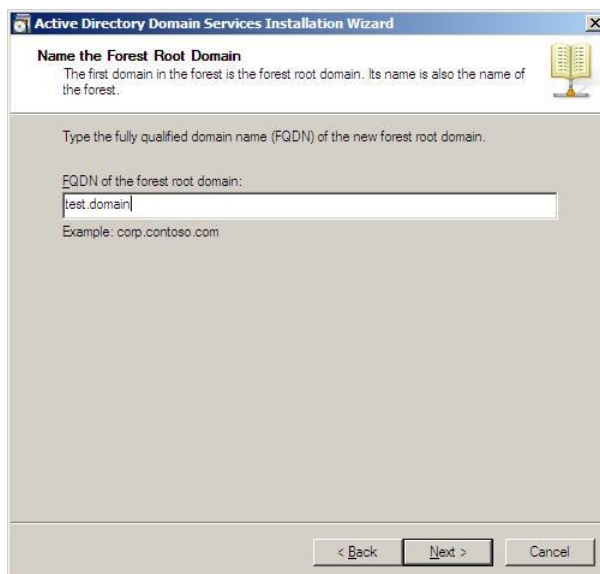 Active Directory Domain Services Installation Wizard
Name the Forest Root Domain
The first domain in the forest is the forest root domain. Its name is also the name of
the forest.
Type the fully qualified domain name (FQDN) of the new forest root domain.
FQDN of the forest root domain:
test.domain
Example: corp.contoso.com
< Back Next > Cancel